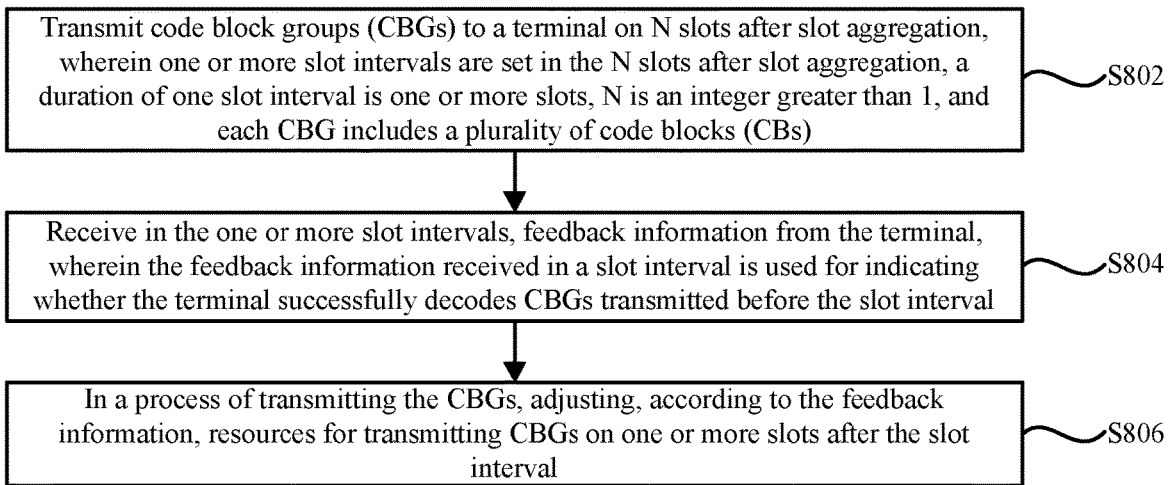 Transmit code block groups (CBGs) to a terminal on N slots after slot aggregation,
wherein one or more slot intervals are set in the N slots after slot aggregation, a
duration of one slot interval is one or more slots, N is an integer greater than 1, and
each CBG includes a plurality of code blocks (CBs)
S802
Receive in the one or more slot intervals, feedback information from the terminal,
wherein the feedback information received in a slot interval is used for indicating
whether the terminal successfully decodes CBGs transmitted before the slot interval
S804
In a process of transmitting the CBGs, adjusting, according to the feedback
information, resources for transmitting CBGs on one or more slots after the slot
interval
S806